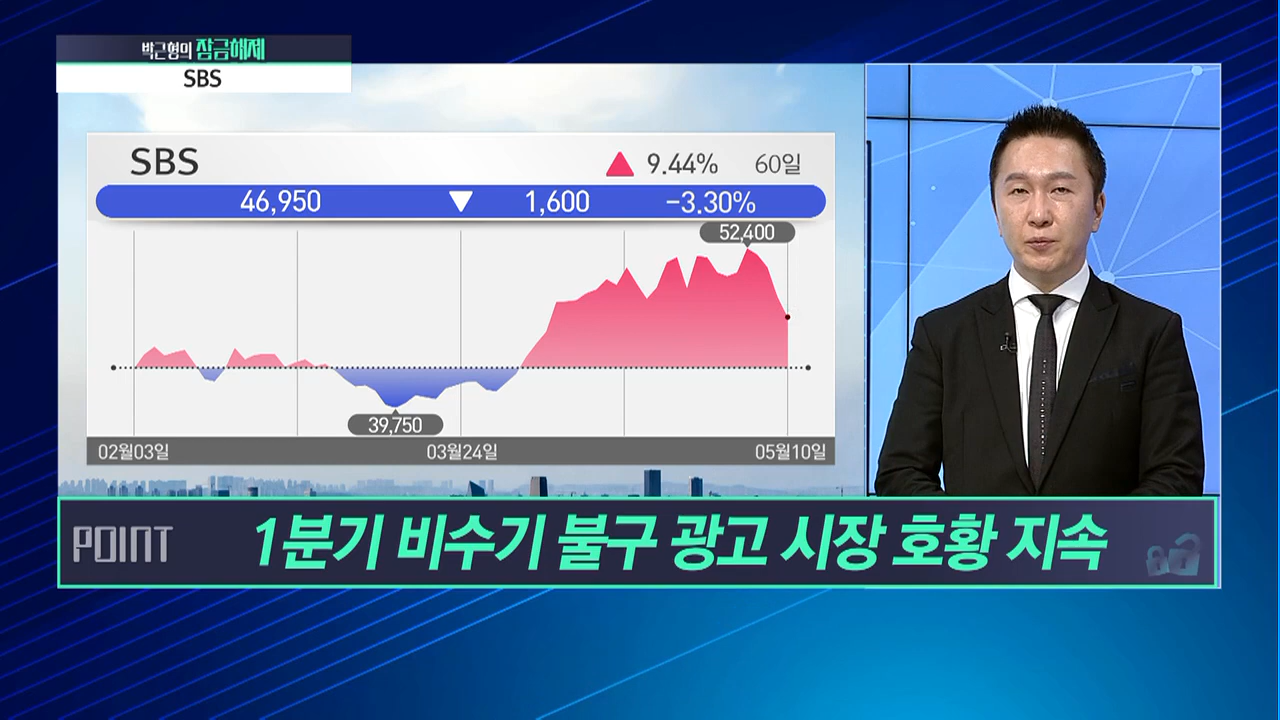 박근형의 잠금해제
SBS
SBS
▲ 9.44% 60일
46,950 ▼ 1,600 -3.30%
52,400
39,750
02월03일 03월24일 05월10일
POINT 1분기 비수기 불구 광고 시장 호황 지속